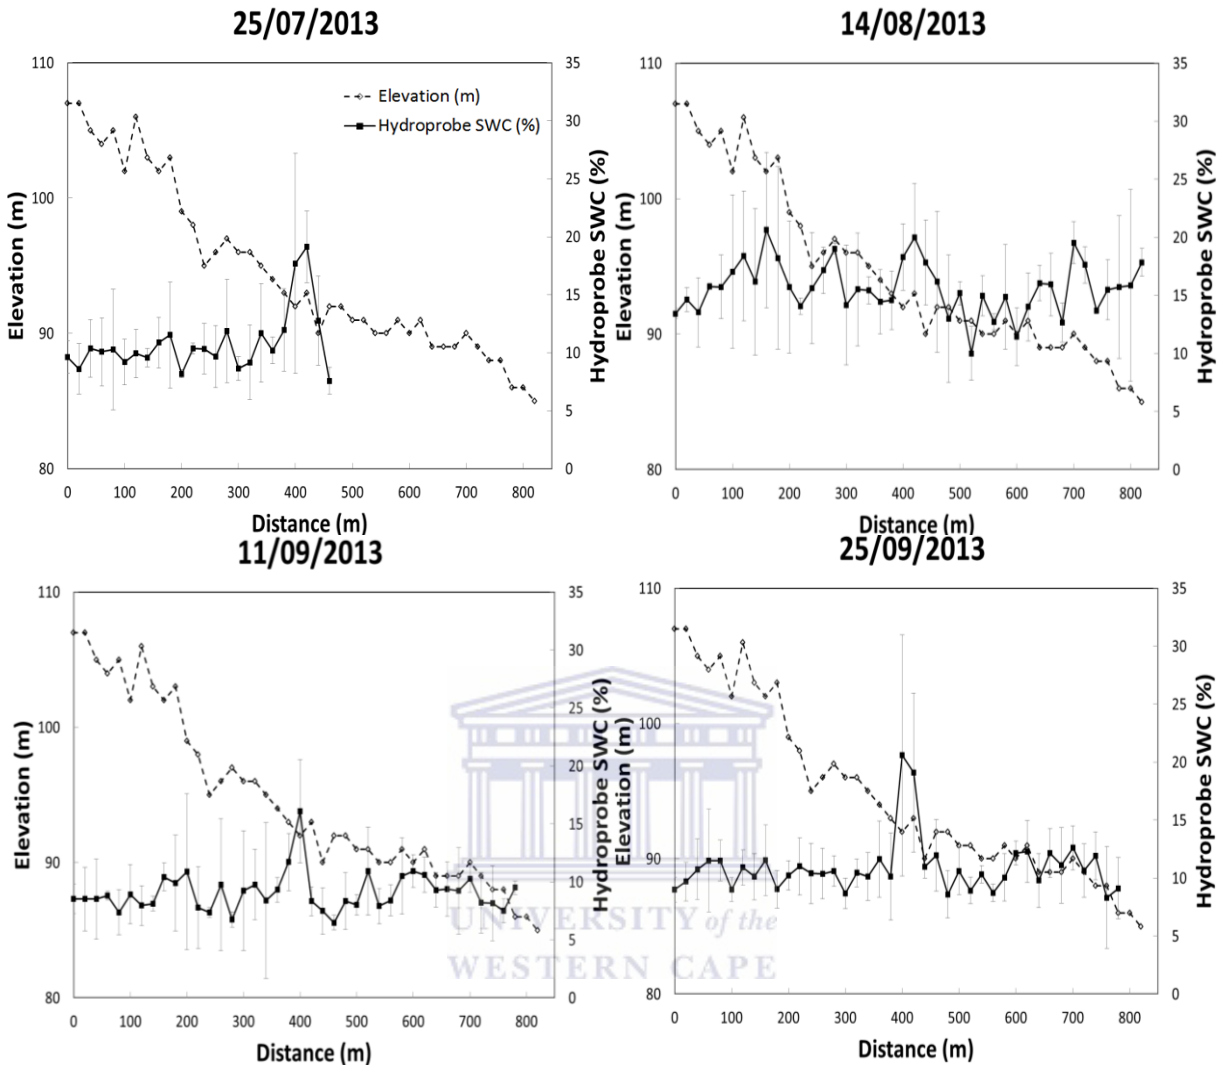 25/07/2013
110
100
90
80
Elevation (m)
Elevation (m)
Hydroprobe SWC (%)
35
30
25
20
15
10
5
0
Hydroprobe SWC (%)
0 100 200 300 400 500 600 700 800
Distance (m)
14/08/2013
110
100
90
80
Elevation (m)
35
30
25
20
15
10
5
0
Hydroprobe SWC (%)
0 100 200 300 400 500 600 700 800
Distance (m)
11/09/2013
110
100
90
80
Elevation (m)
35
30
25
20
15
10
5
0
Hydroprobe SWC (%)
0 100 200 300 400 500 600 700 800
Distance (m)
25/09/2013
110
100
90
80
Elevation (m)
35
30
25
20
15
10
5
0
Hydroprobe SWC (%)
0 100 200 300 400 500 600 700 800
Distance (m)
UNIVERSITY of the
WESTERN CAPE